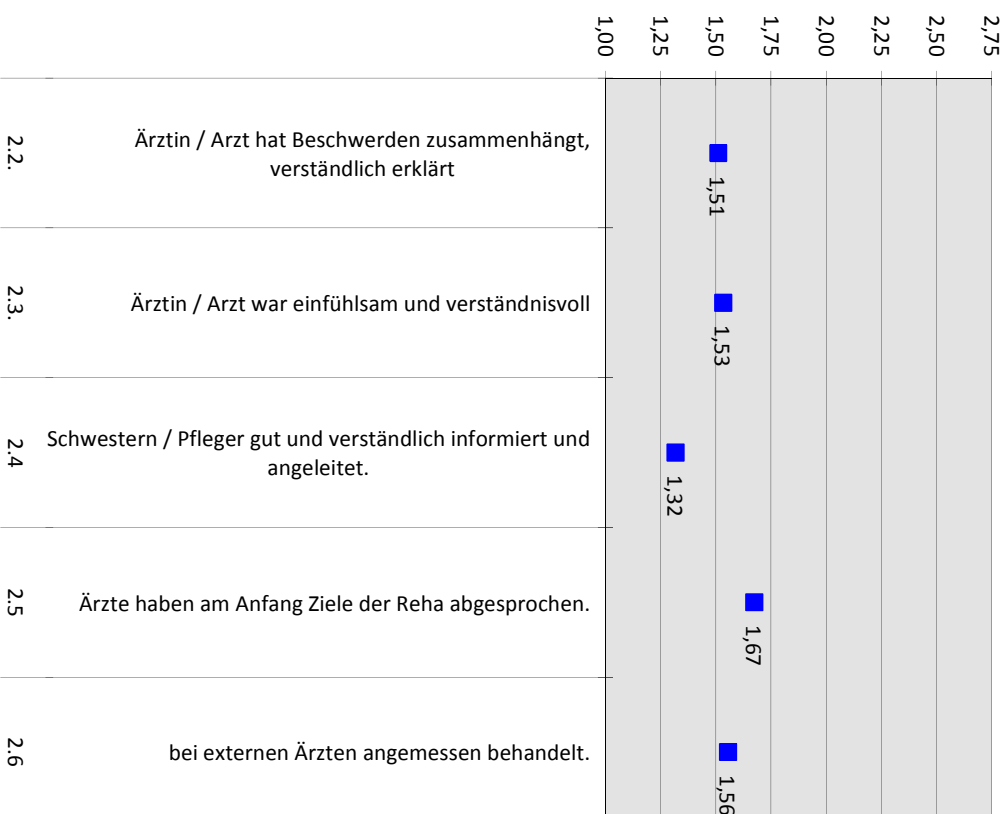 1,00
1,25
1,50
1,75
2,00
2,25
2,50
2,75
2.2.
Ärztin / Arzt hat Beschwerden zusammenhängt,
verständlich erklärt
1,51
2.3.
Ärztin / Arzt war einfühlsam und verständnisvoll
1,53
2.4
Schwestern / Pfleger gut und verständlich informiert und
angeleitet.
1,32
2.5
Ärzte haben am Anfang Ziele der Reha abgesprochen.
1,67
2.6
bei externen Ärzten angemessen behandelt.
1,56